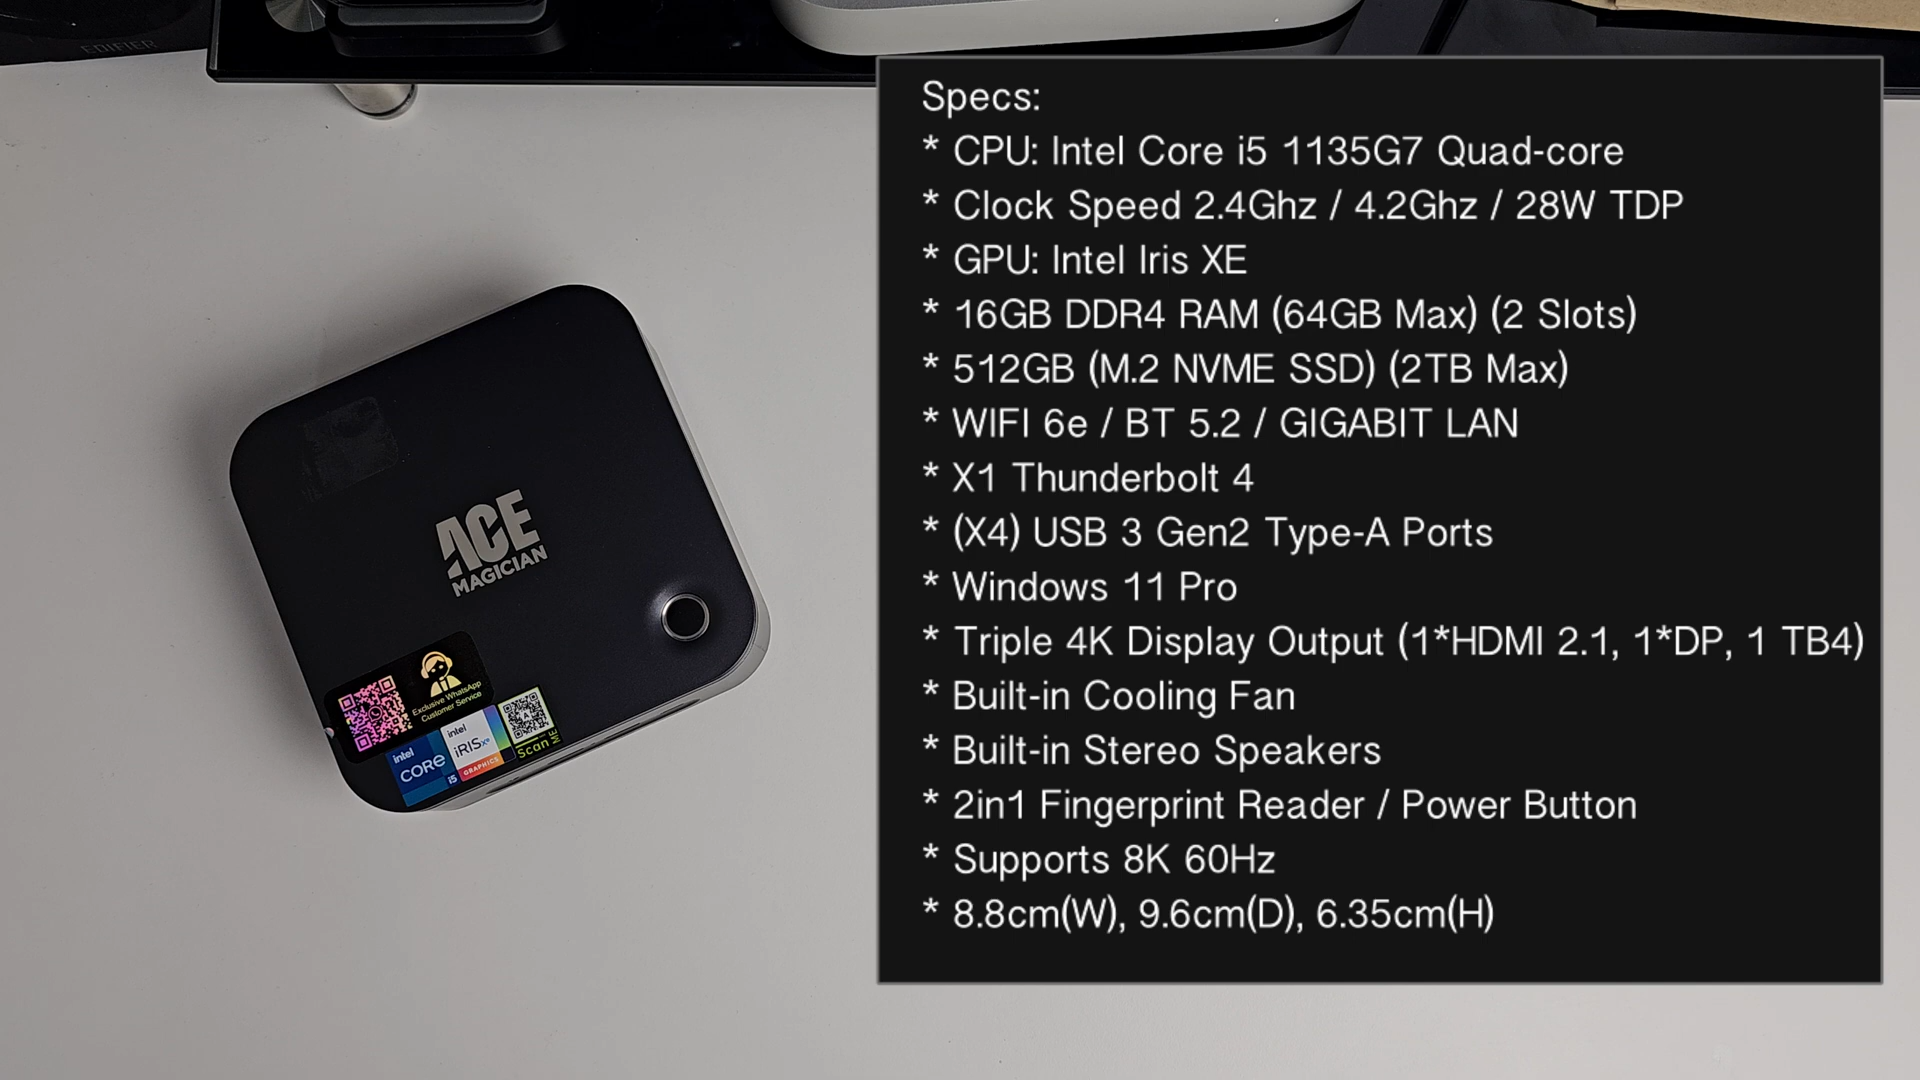 EDIFIER
Specs:
* CPU: Intel Core i5 1135G7 Quad-core
* Clock Speed 2.4Ghz / 4.2Ghz / 28W TDP
* GPU: Intel Iris XE
* 16GB DDR4 RAM (64GB Max) (2 Slots)
* 512GB (M.2 NVME SSD) (2TB Max)
* WIFI 6e / BT 5.2 / GIGABIT LAN
* X1 Thunderbolt 4
* (X4) USB 3 Gen2 Type-A Ports
* Windows 11 Pro
* Triple 4K Display Output (1*HDMI 2.1, 1*DP, 1 TB4)
* Built-in Cooling Fan
* Built-in Stereo Speakers
* 2in1 Fingerprint Reader / Power Button
* Supports 8K 60Hz
* 8.8cm(W), 9.6cm(D), 6.35cm(H)
ACE
MAGICIAN
Exclusive WhatsApp
Customer Service
intel
CORE
i5
intel
iRISxe
GRAPHICS
Scan ME